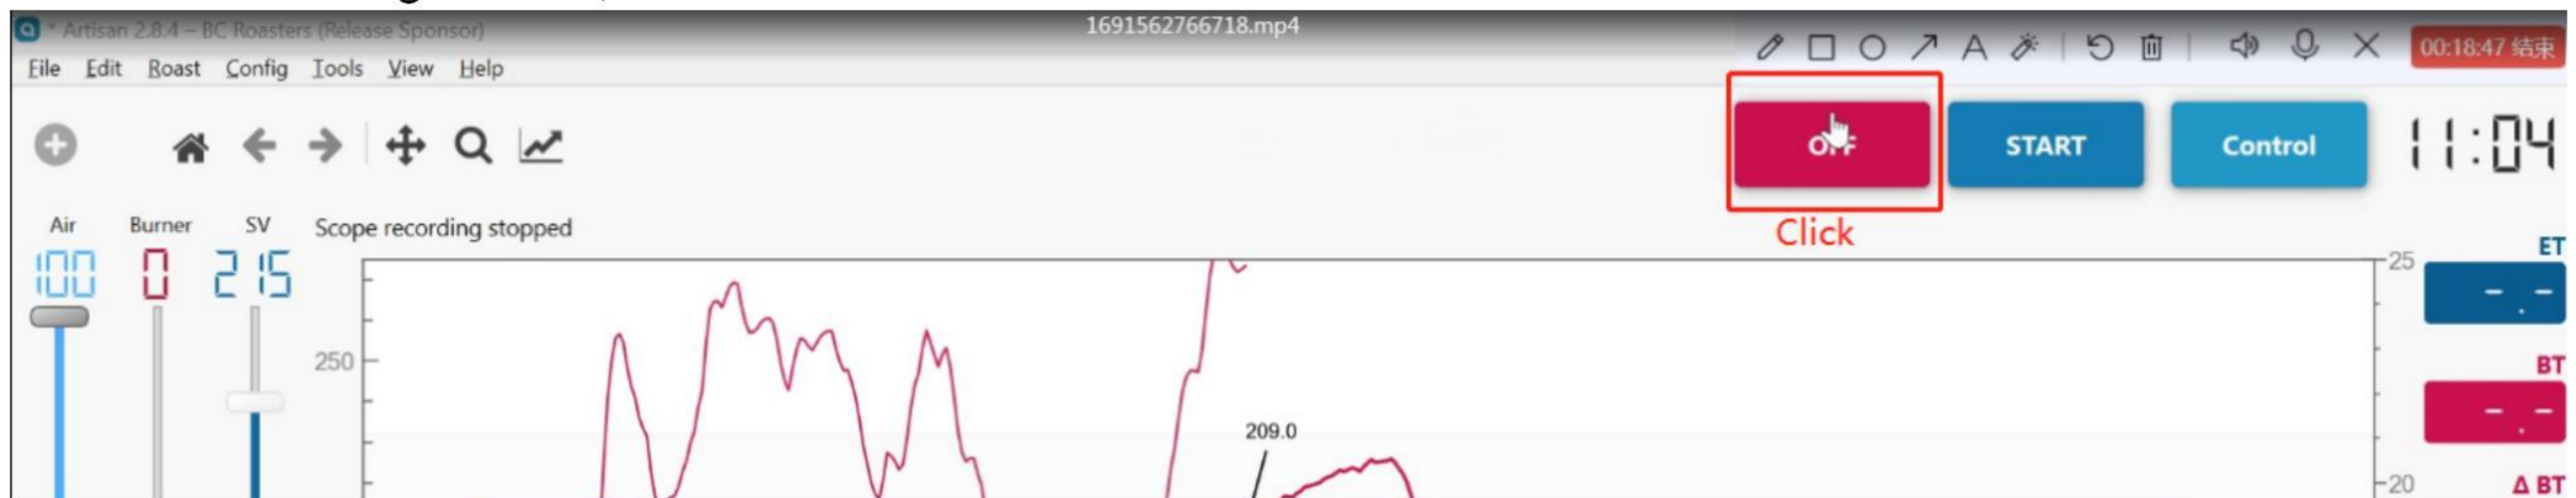 1691562766718.mp4
* Artisan 2.8.4 – BC Roasters (Release Sponsor)
00:18:47 结束
File Edit Roast Config Tools View Help
OFF START Control 11:04
Air Burner SV Scope recording stopped
Click
100 0 215
ET
25
-.-
250
BT
-.-
209.0
20
Δ BT